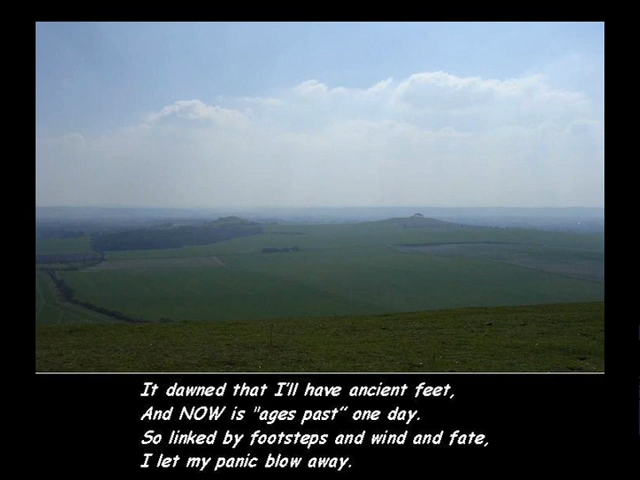 It dawned that I'll have ancient feet,
And NOW is "ages past" one day.
So linked by footsteps and wind and fate,
I let my panic blow away.